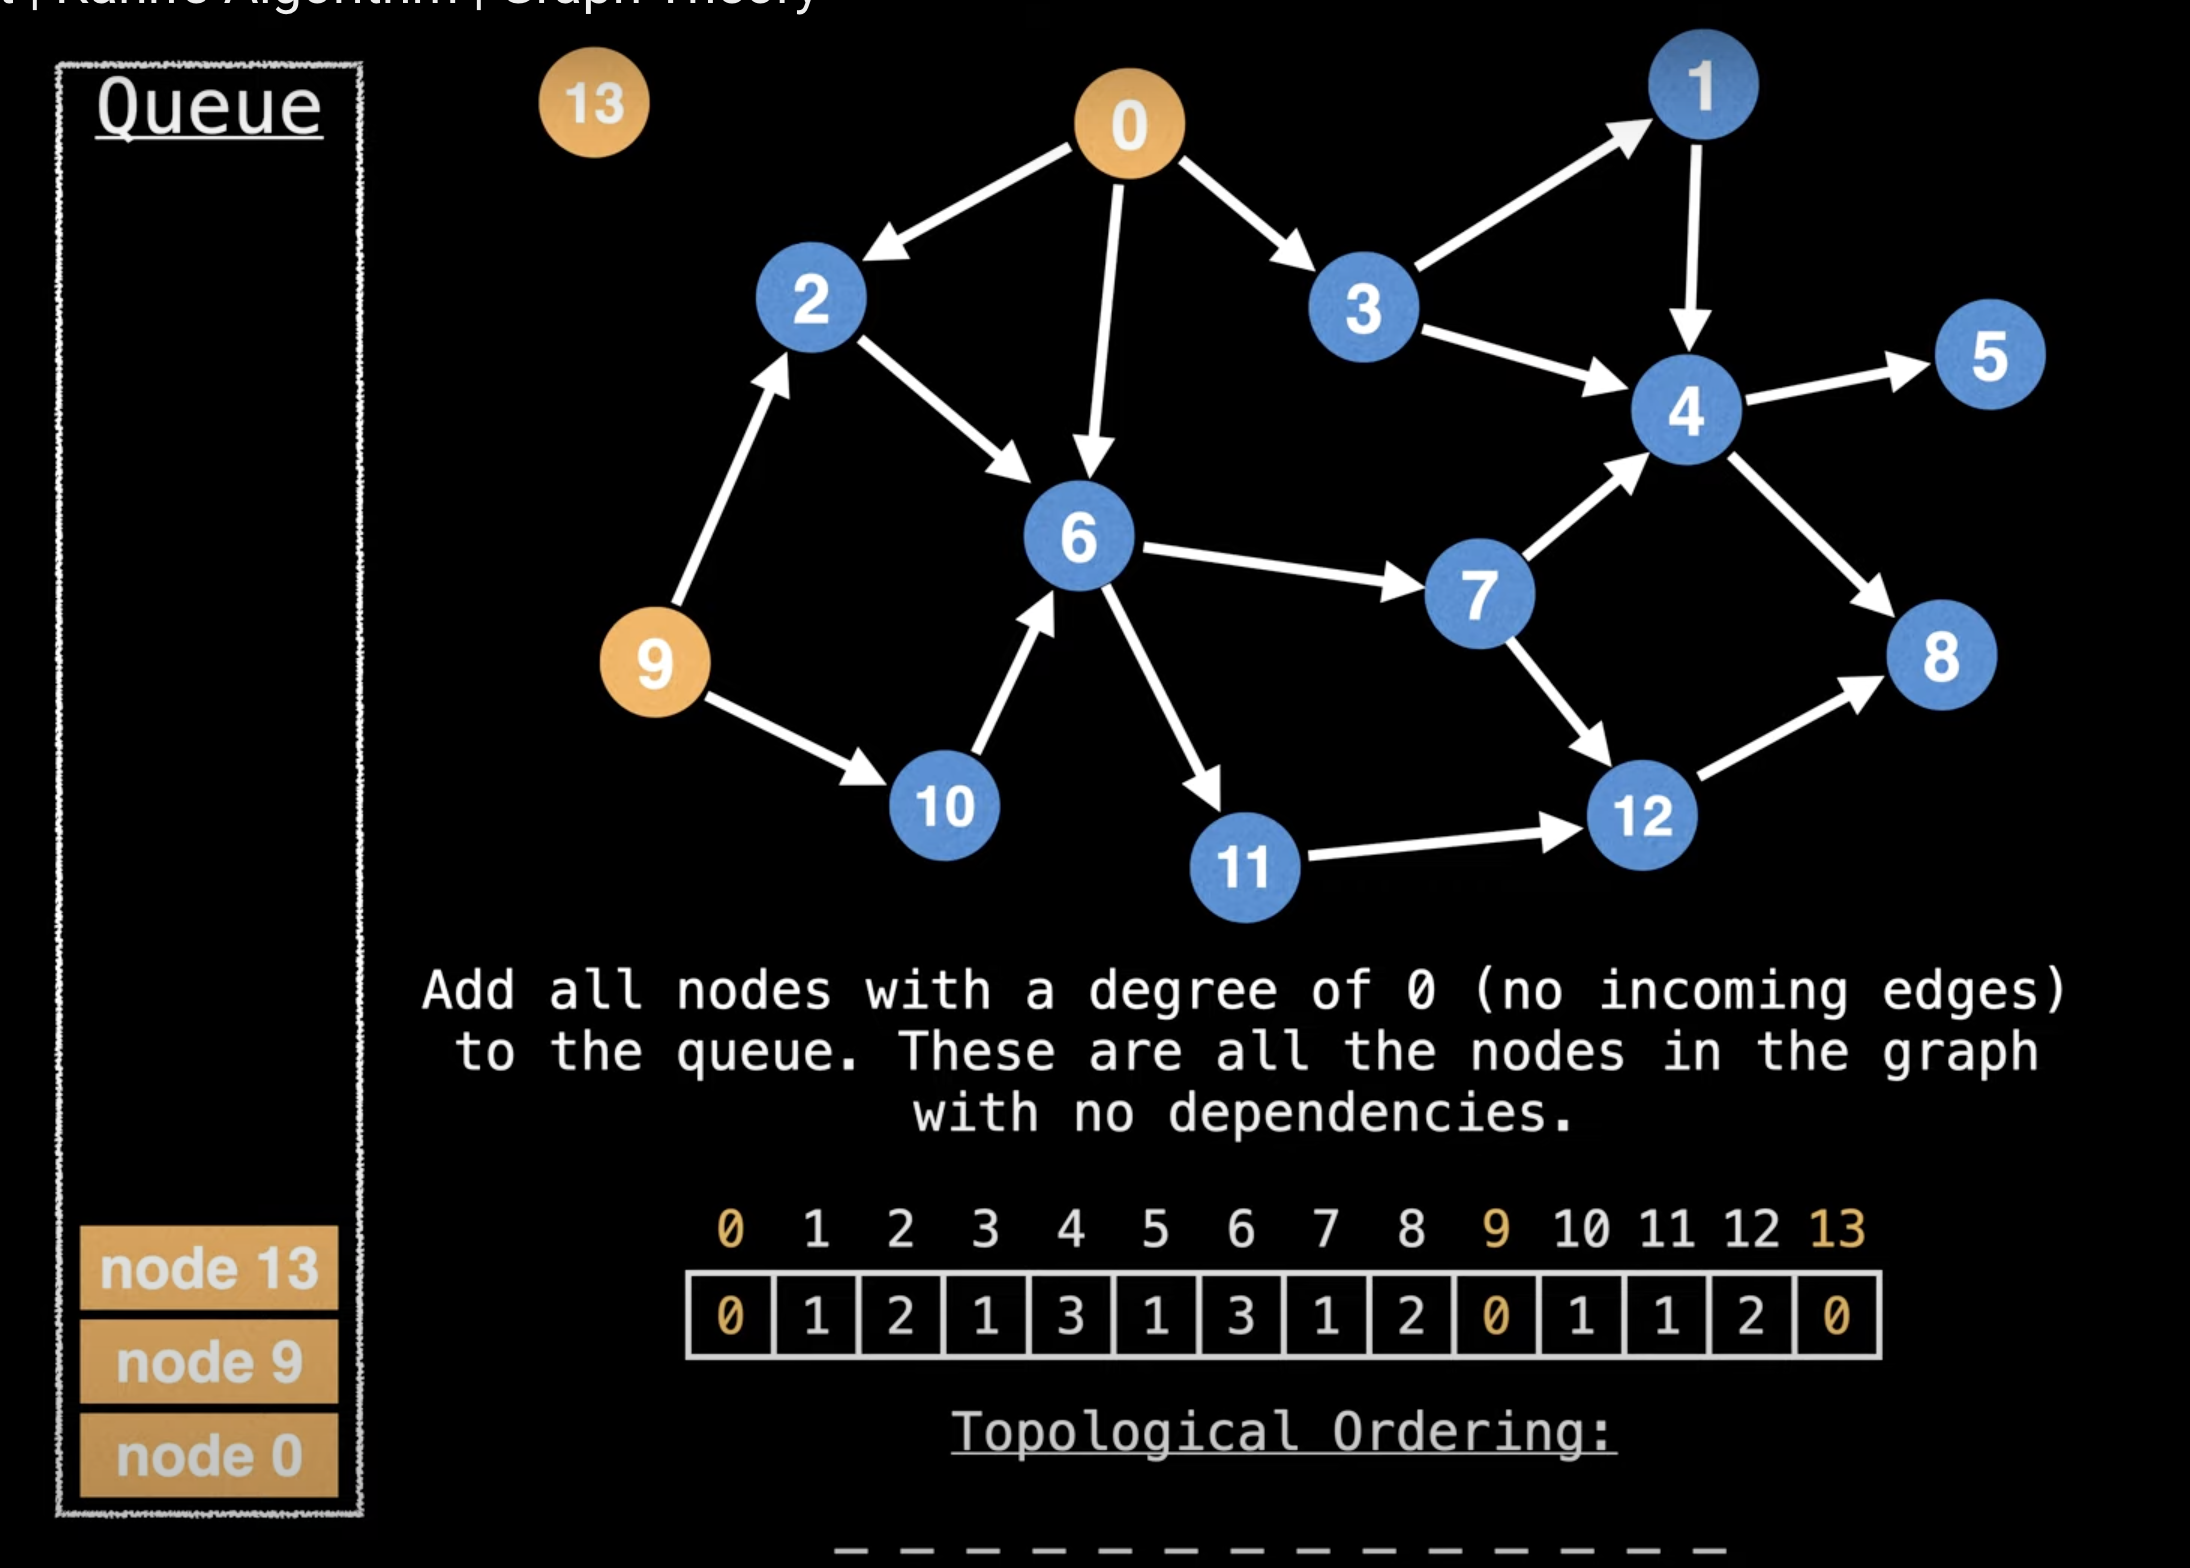 Kahn's Algorithm | Graph Theory
Queue
13
0
1
2
3
5
4
6
7
9
8
10
12
11
Add all nodes with a degree of 0 (no incoming edges)
to the queue. These are all the nodes in the graph
with no dependencies.
node 13
node 9
node 0
0 1 2 3 4 5 6 7 8 9 10 11 12 13
0 1 2 1 3 1 3 1 2 0 1 1 2 0
Topological Ordering:
_ _ _ _ _ _ _ _ _ _ _ _ _ _